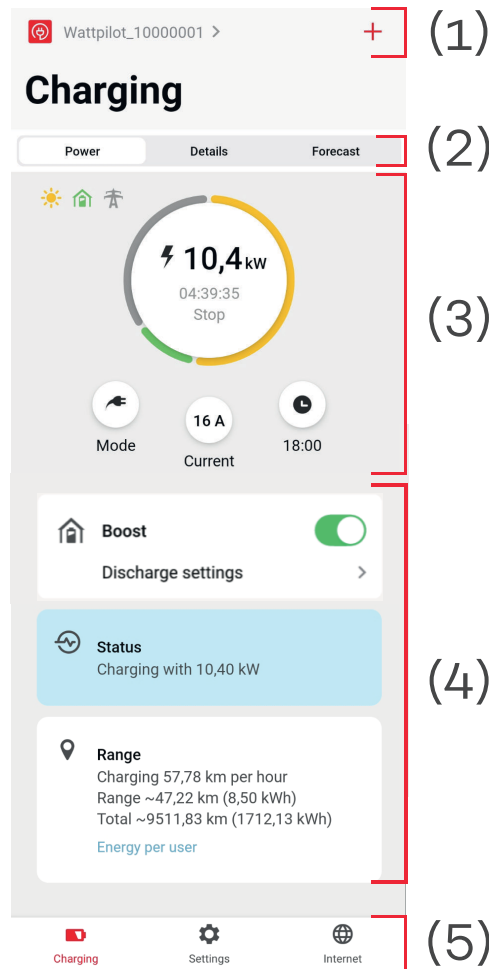 Wattpilot_10000001 > +
(1)
Charging
Power Details Forecast
(2)
10,4 kW
04:39:35
Stop
(3)
16 A
Mode
Current
18:00
Boost
Discharge settings >
Status
Charging with 10,40 kW
(4)
Range
Charging 57,78 km per hour
Range ~47,22 km (8,50 kWh)
Total ~9511,83 km (1712,13 kWh)
Energy per user
(5)
Charging Settings Internet